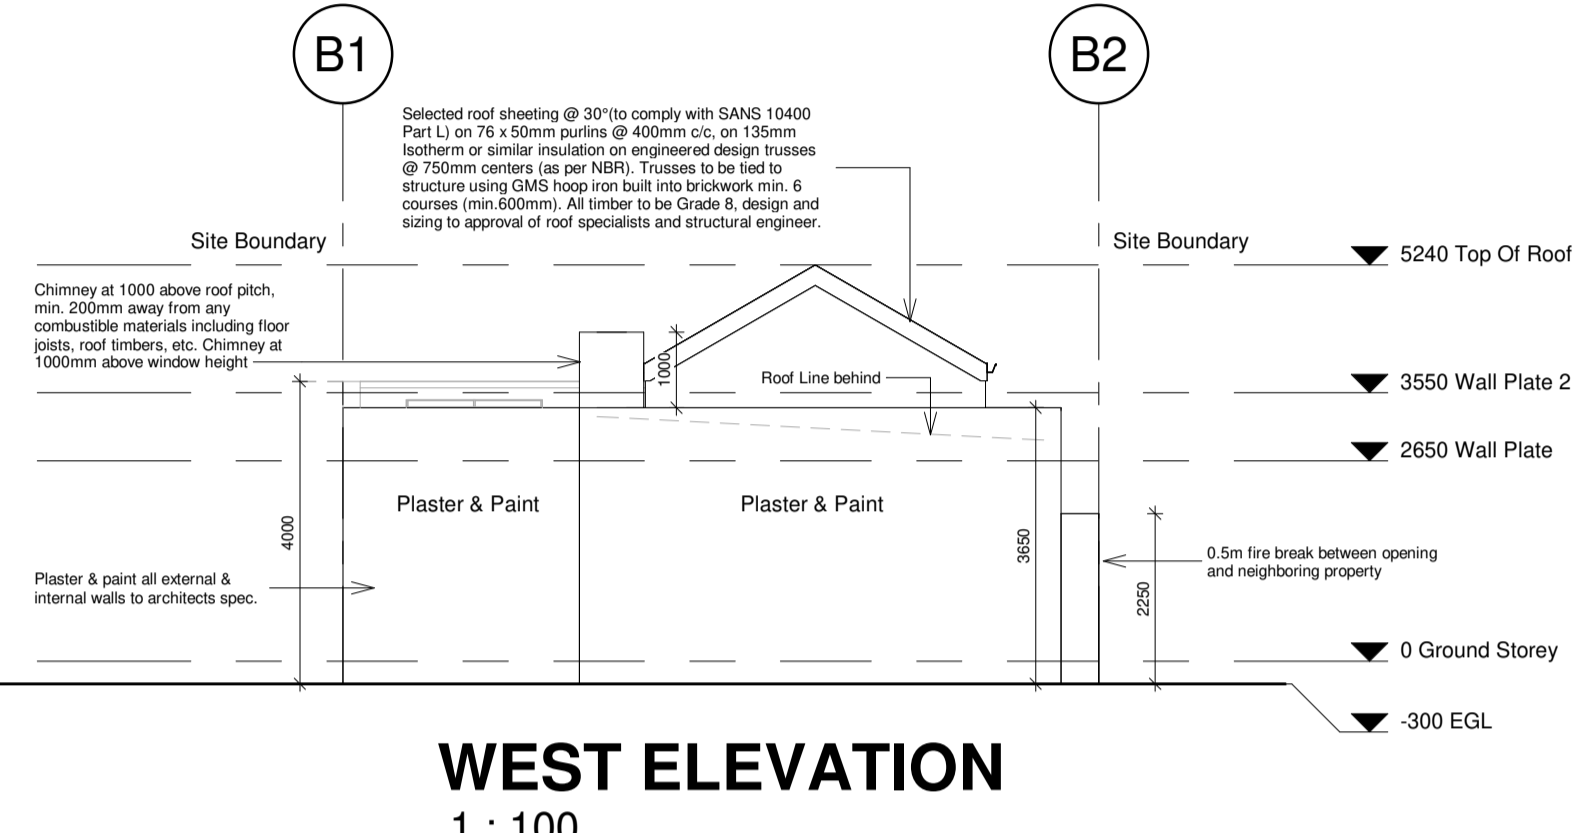 B1
B2
Selected roof sheeting @ 30°(to comply with SANS 10400
Part L) on 76 x 50mm purlins @ 400mm c/c, on 135mm
Isotherm or similar insulation on engineered design trusses
@ 750mm centers (as per NBR). Trusses to be tied to
structure using GMS hoop iron built into brickwork min. 6
courses (min.600mm). All timber to be Grade 8, design and
sizing to approval of roof specialists and structural engineer.
Site Boundary
Site Boundary
5240 Top Of Roof
Chimney at 1000 above roof pitch,
min. 200mm away from any
combustible materials including floor
joists, roof timbers, etc. Chimney at
1000mm above window height
1000
Roof Line behind
3550 Wall Plate 2
2650 Wall Plate
Plaster & Paint
Plaster & Paint
4000
3650
0.5m fire break between opening
and neighboring property
Plaster & paint all external &
internal walls to architects spec.
2250
0 Ground Storey
-300 EGL
WEST ELEVATION
1 : 100